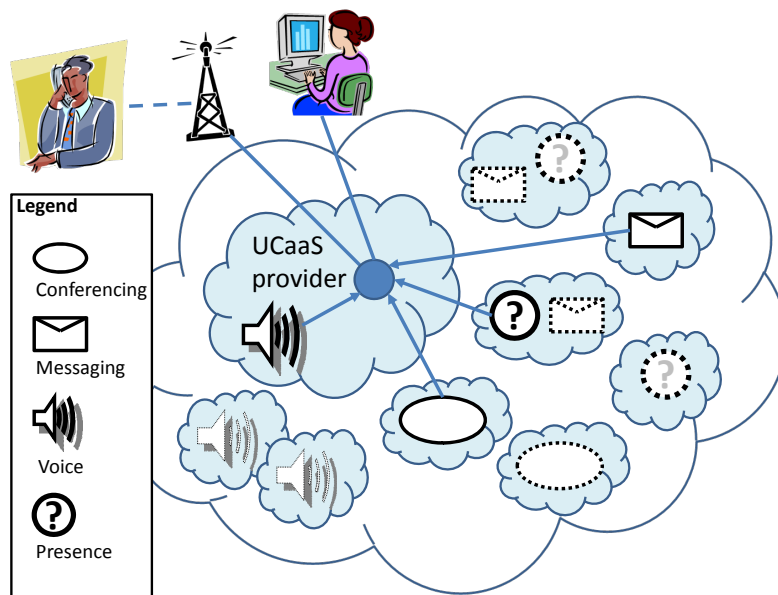 UCaaS
provider
Legend
Conferencing
Messaging
Voice
?
Presence
?
?
?